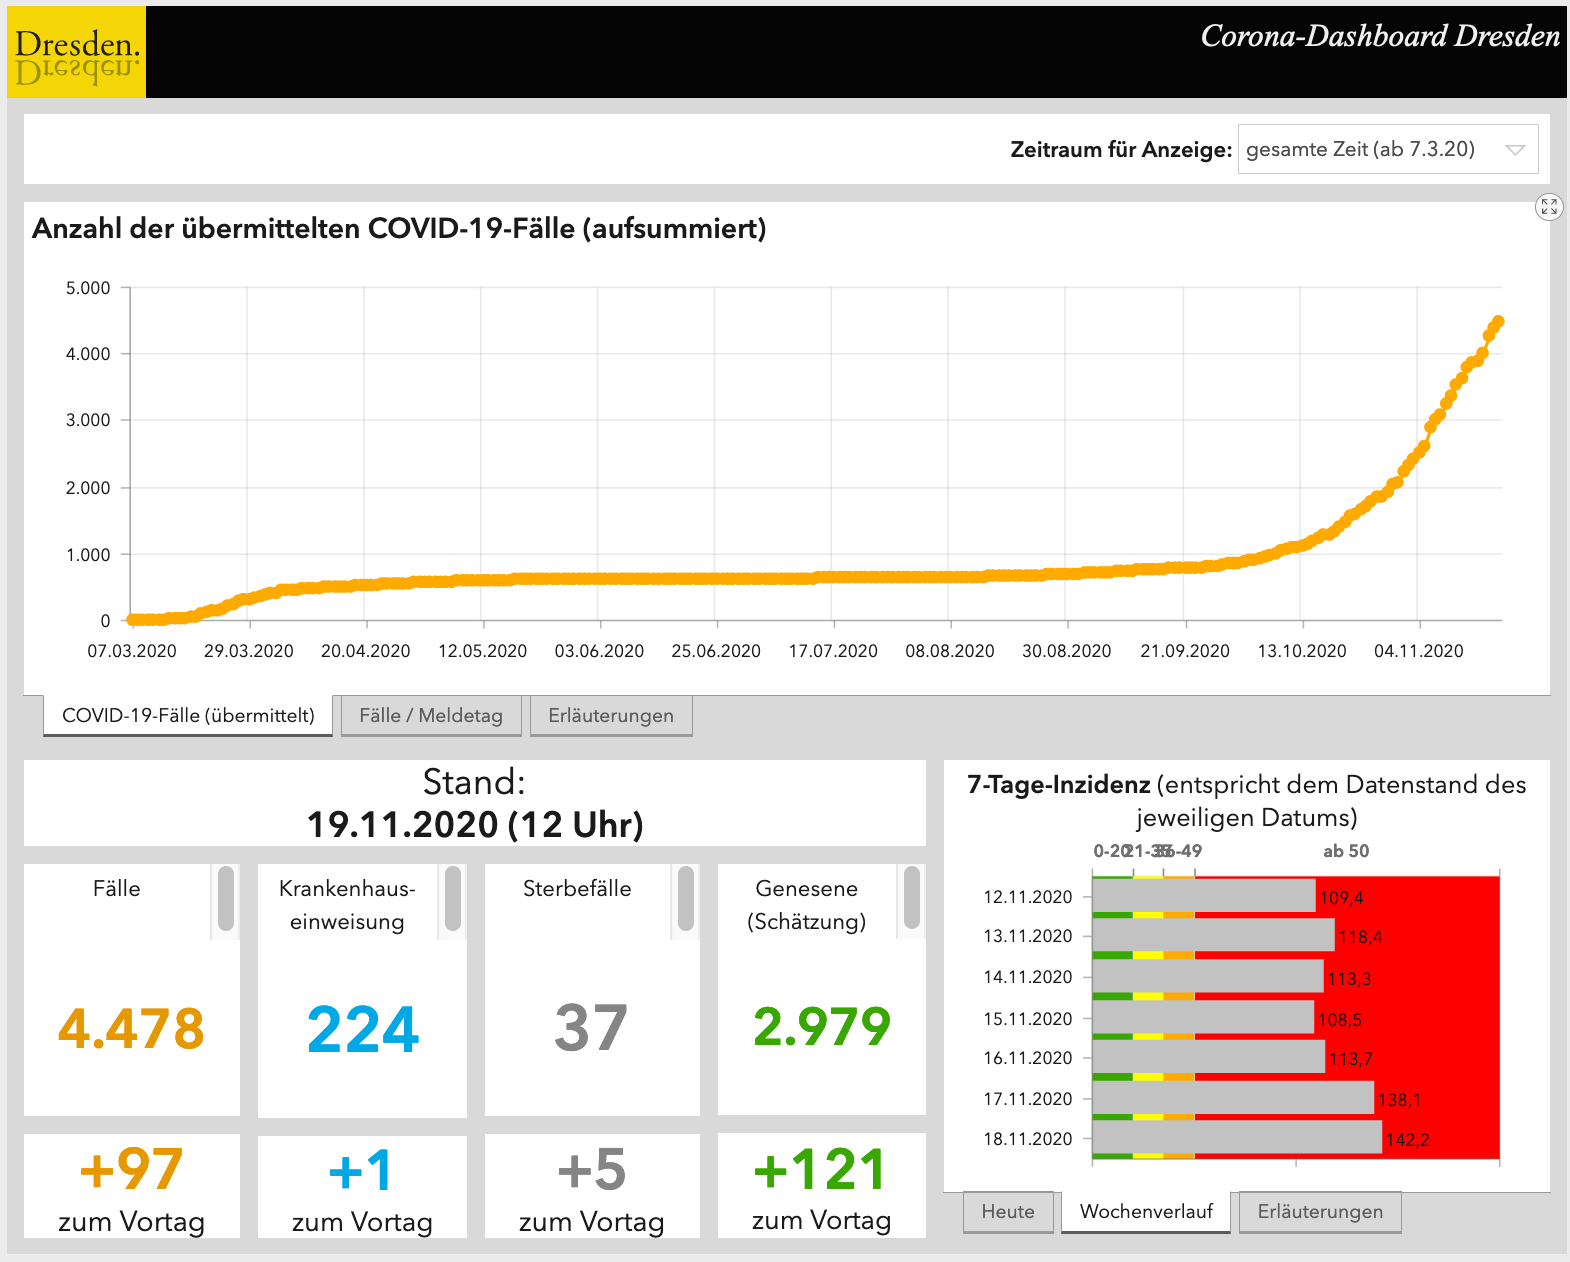 Dresden.
Dresden.
Corona-Dashboard Dresden
Zeitraum für Anzeige: gesamte Zeit (ab 7.3.20)
Anzahl der übermittelten COVID-19-Fälle (aufsummiert)
5.000
4.000
3.000
2.000
1.000
0
07.03.2020 29.03.2020 20.04.2020 12.05.2020 03.06.2020 25.06.2020 17.07.2020 08.08.2020 30.08.2020 21.09.2020 13.10.2020 04.11.2020
COVID-19-Fälle (übermittelt) Fälle / Meldetag Erläuterungen
Stand:
19.11.2020 (12 Uhr)
Fälle
4.478
+97
zum Vortag
Krankenhaus-
einweisung
224
+1
zum Vortag
Sterbefälle
37
+5
zum Vortag
Genesene
(Schätzung)
2.979
+121
zum Vortag
7-Tage-Inzidenz (entspricht dem Datenstand des
jeweiligen Datums)
0-20 21-35 36-49 ab 50
12.11.2020 109,4
13.11.2020 118,4
14.11.2020 113,3
15.11.2020 108,5
16.11.2020 113,7
17.11.2020 138,1
18.11.2020 142,2
Heute Wochenverlauf Erläuterungen